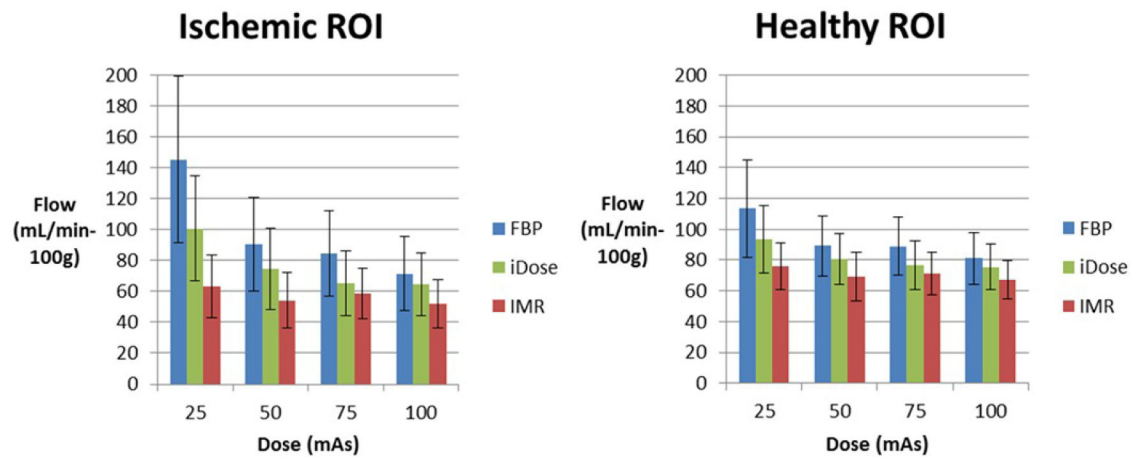 Ischemic ROI
200
180
160
140
120
100
80
60
40
20
0
Flow
(mL/min-
100g)
25 50 75 100
Dose (mAs)
FBP
iDose
IMR
Healthy ROI
200
180
160
140
120
100
80
60
40
20
0
Flow
(mL/min-
100g)
25 50 75 100
Dose (mAs)
FBP
iDose
IMR